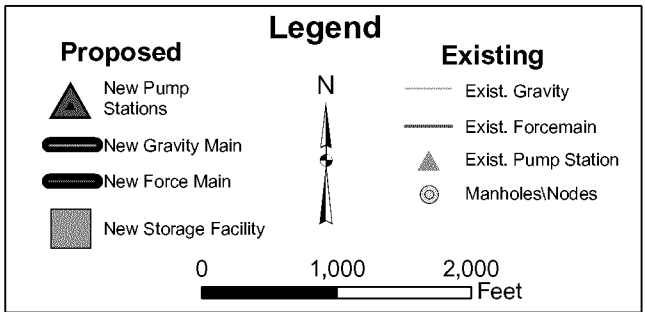 Legend
Proposed
New Pump
Stations
New Gravity Main
New Force Main
New Storage Facility
N
Existing
Exist. Gravity
Exist. Forcemain
Exist. Pump Station
Manholes\Nodes
0 1,000 2,000
Feet